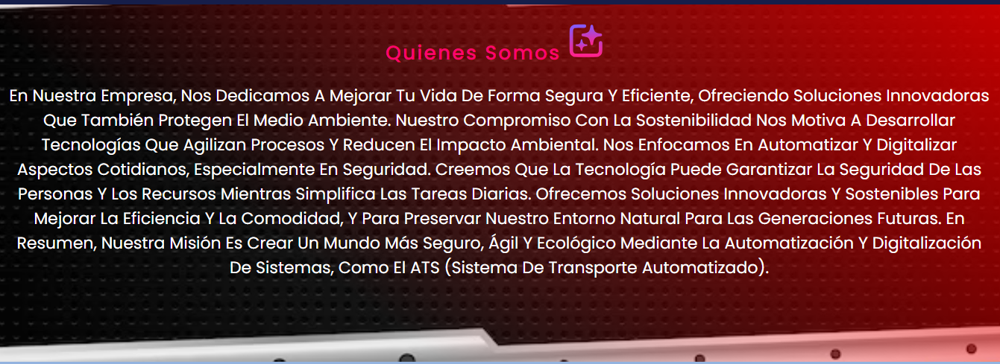 Quienes Somos
En Nuestra Empresa, Nos Dedicamos A Mejorar Tu Vida De Forma Segura Y Eficiente, Ofreciendo Soluciones Innovadoras
Que También Protegen El Medio Ambiente. Nuestro Compromiso Con La Sostenibilidad Nos Motiva A Desarrollar
Tecnologías Que Agilizan Procesos Y Reducen El Impacto Ambiental. Nos Enfocamos En Automatizar Y Digitalizar
Aspectos Cotidianos, Especialmente En Seguridad. Creemos Que La Tecnología Puede Garantizar La Seguridad De Las
Personas Y Los Recursos Mientras Simplifica Las Tareas Diarias. Ofrecemos Soluciones Innovadoras Y Sostenibles Para
Mejorar La Eficiencia Y La Comodidad, Y Para Preservar Nuestro Entorno Natural Para Las Generaciones Futuras. En
Resumen, Nuestra Misión Es Crear Un Mundo Más Seguro, Ágil Y Ecológico Mediante La Automatización Y Digitalización
De Sistemas, Como El ATS (Sistema De Transporte Automatizado).